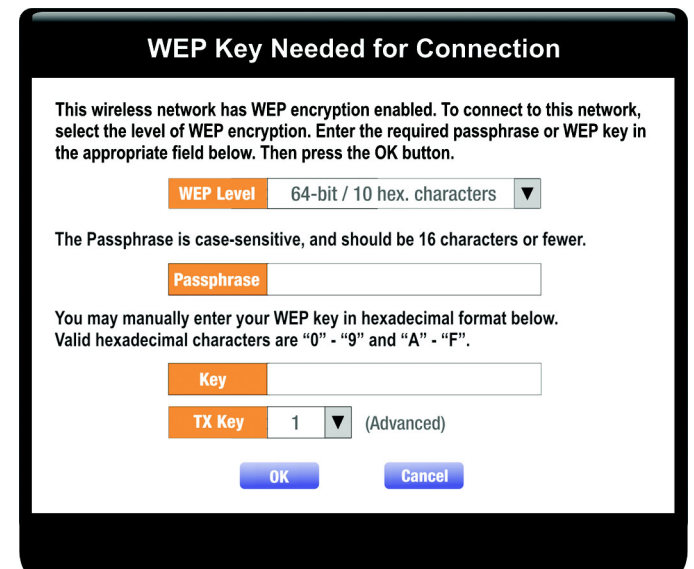 WEP Key Needed for Connection
This wireless network has WEP encryption enabled. To connect to this network,
select the level of WEP encryption. Enter the required passphrase or WEP key in
the appropriate field below. Then press the OK button.
WEP Level 64-bit / 10 hex. characters
The Passphrase is case-sensitive, and should be 16 characters or fewer.
Passphrase
You may manually enter your WEP key in hexadecimal format below.
Valid hexadecimal characters are “0” - “9” and “A” - “F”.
Key
TX Key 1 (Advanced)
OK Cancel